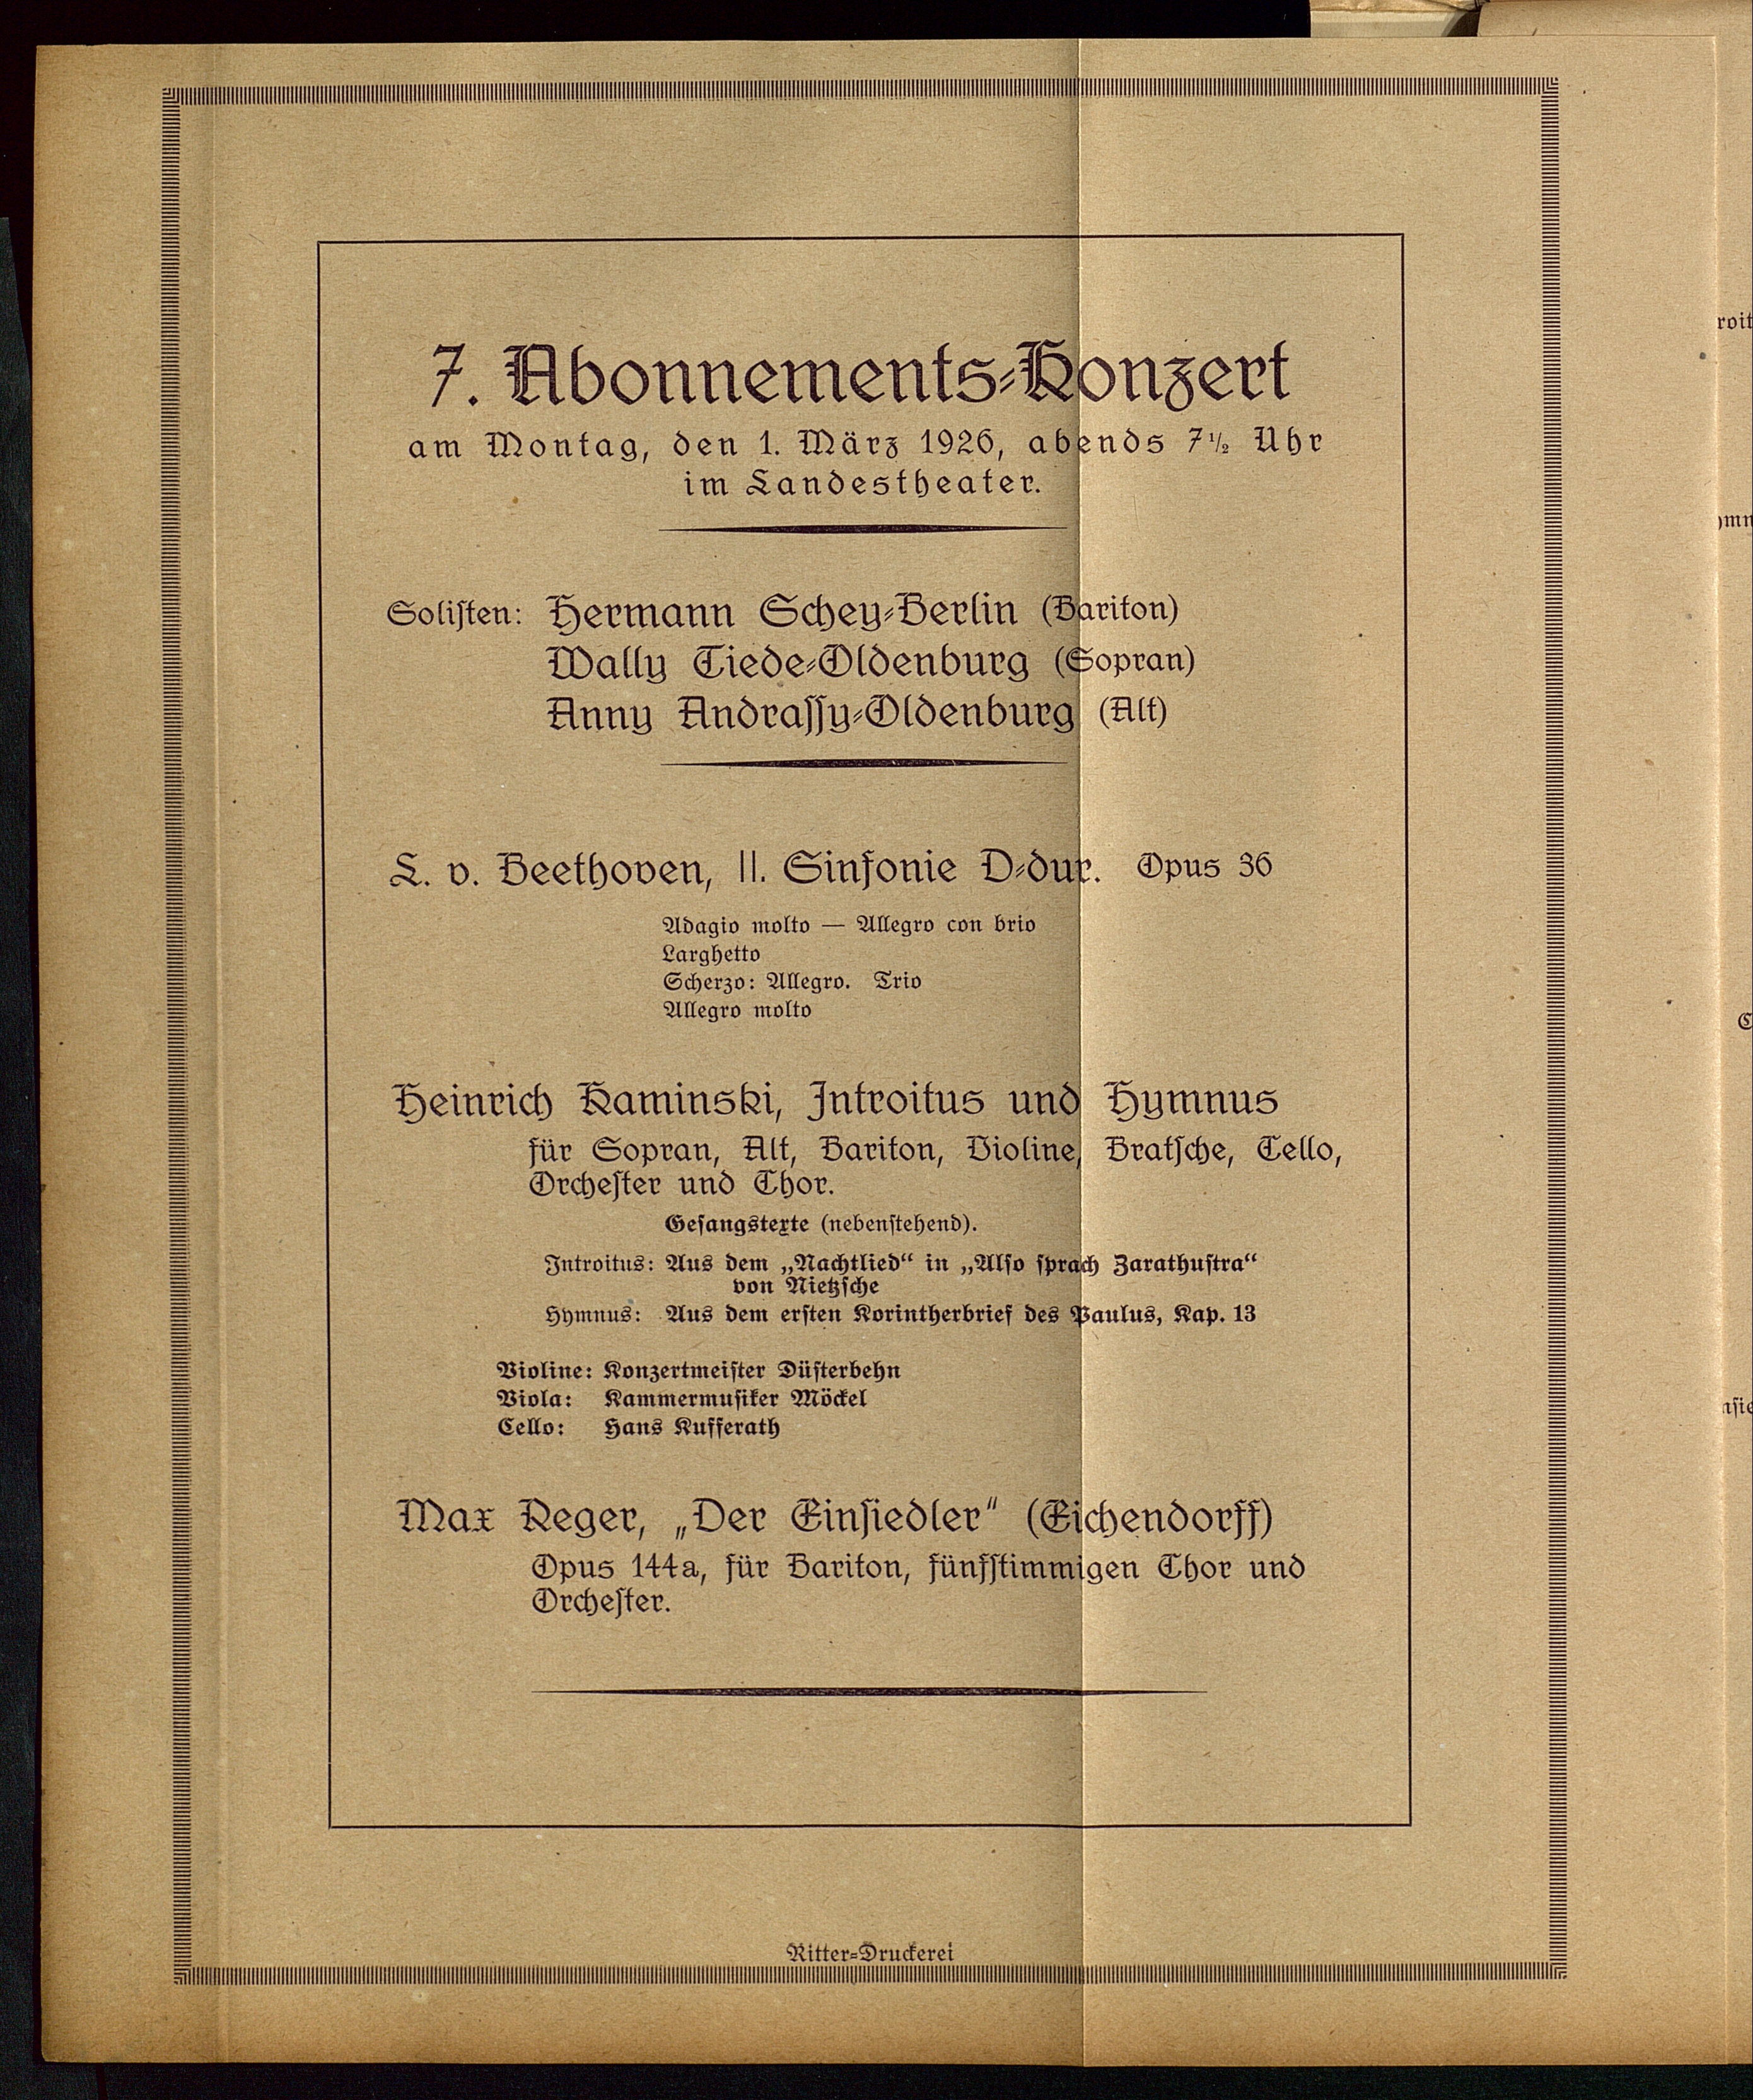 7. Abonnements-Konzert
am Montag, den 1. März 1926, abends 7½ Uhr
im Landestheater.
Solisten: Hermann Schey-Berlin (Bariton)
Wally Tiede-Oldenburg (Sopran)
Anny Andrassy-Oldenburg (Alt)
L. v. Beethoven, II. Sinfonie D-dur. Opus 36
Adagio molto — Allegro con brio
Larghetto
Scherzo: Allegro. Trio
Allegro molto
Heinrich Kaminski, Introitus und Hymnus
für Sopran, Alt, Bariton, Violine, Bratsche, Cello,
Orchester und Chor.
Gesangstexte (nebenstehend).
Introitus: Aus dem „Nachtlied“ in „Also sprach Zarathustra“
von Nietzsche
Hymnus: Aus dem ersten Korintherbrief des Paulus, Kap. 13
Violine: Konzertmeister Düsterbehn
Viola: Kammermusiker Möckel
Cello: Hans Kufferath
Max Reger, „Der Einsiedler“ (Eichendorff)
Opus 144a, für Bariton, fünfstimmigen Chor und
Orchester.
Ritter-Druckerei